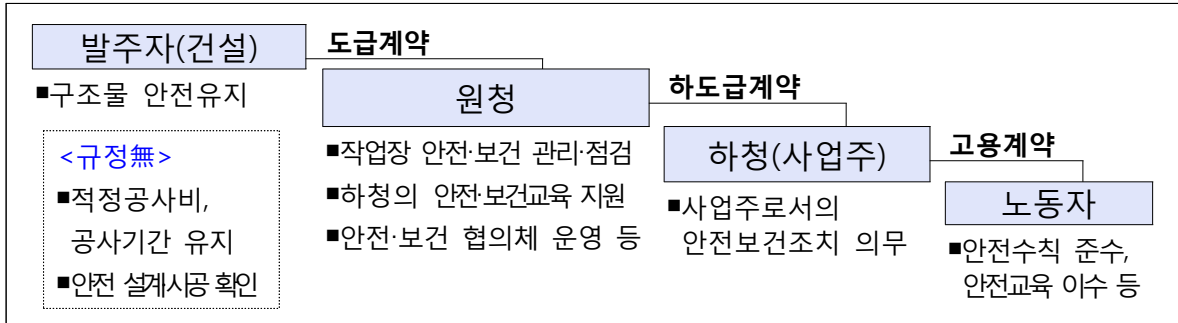 발주자(건설)
도급계약
■구조물 안전유지
<규정無>
■적정공사비,
공사기간 유지
■안전 설계시공 확인
원청
하도급계약
■작업장 안전·보건 관리·점검
■하청의 안전·보건교육 지원
■안전·보건 협의체 운영 등
하청(사업주)
고용계약
■사업주로서의
안전보건조치 의무
노동자
■안전수칙 준수,
안전교육 이수 등